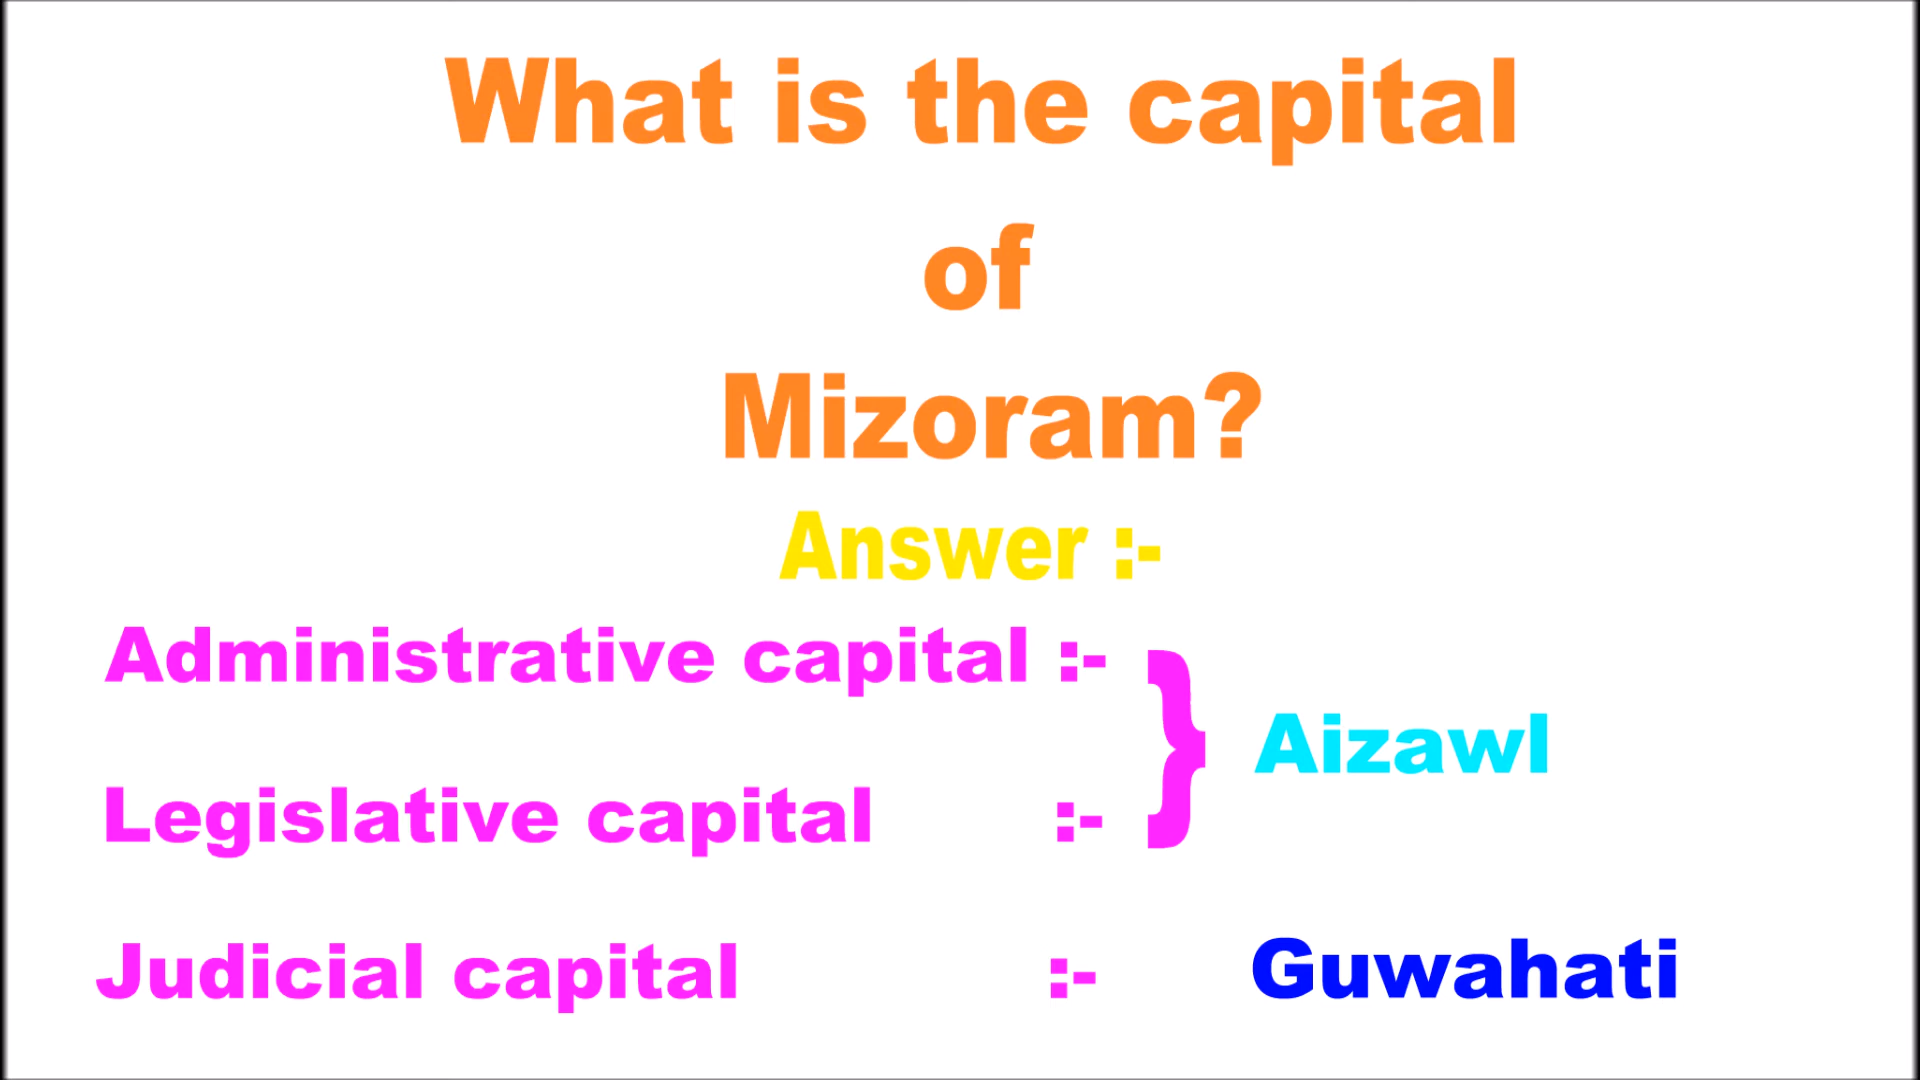 What is the capital
of
Mizoram?
Answer :-
Administrative capital :-
} Aizawl
Legislative capital :-
Judicial capital :- Guwahati